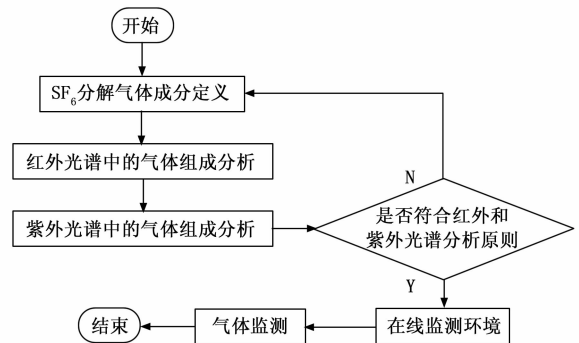 开始
SF6分解气体成分定义
红外光谱中的气体组成分析
紫外光谱中的气体组成分析
N
是否符合红外和
紫外光谱分析原则
Y
在线监测环境
气体监测
结束